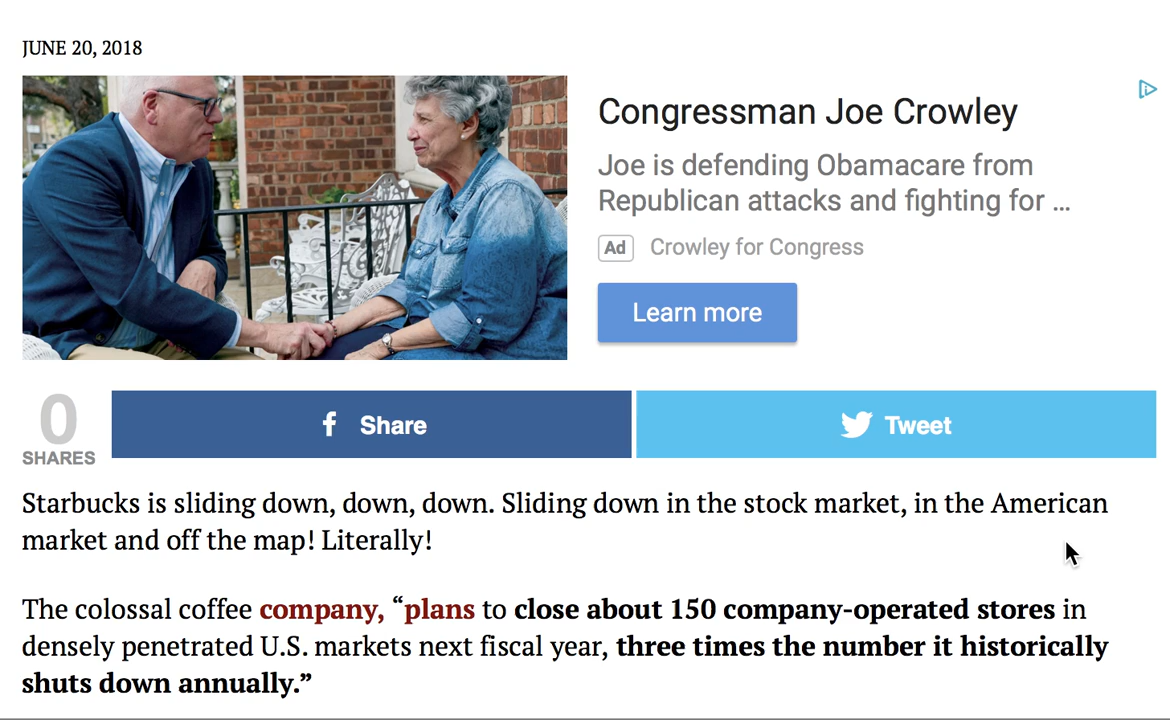 JUNE 20, 2018
Congressman Joe Crowley
Joe is defending Obamacare from
Republican attacks and fighting for ...
Ad Crowley for Congress
Learn more
0
SHARES
Share
Tweet
Starbucks is sliding down, down, down. Sliding down in the stock market, in the American
market and off the map! Literally!
The colossal coffee company, “plans to close about 150 company-operated stores in
densely penetrated U.S. markets next fiscal year, three times the number it historically
shuts down annually.”